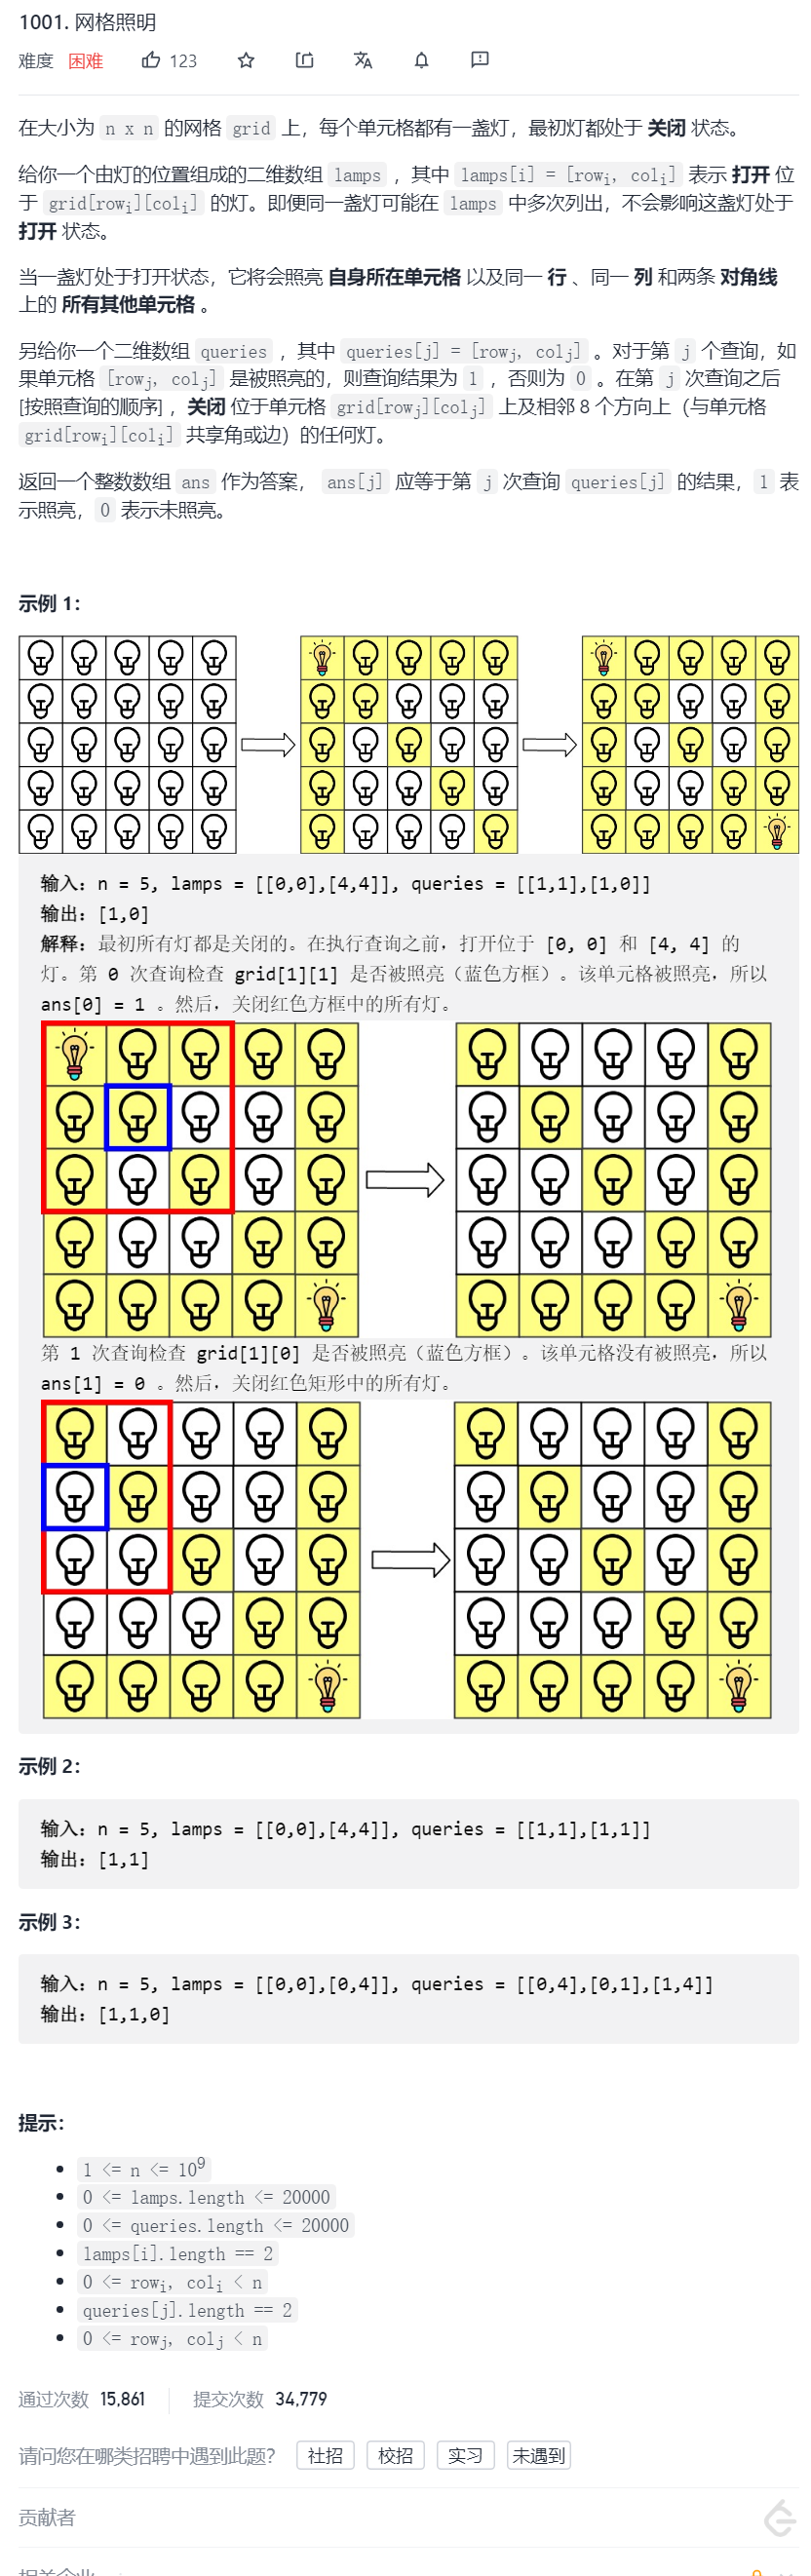 1001. 网格照明
难度 困难 123
在大小为 n x n 的网格 grid 上，每个单元格都有一盏灯，最初灯都处于 关闭 状态。
给你一个由灯的位置组成的二维数组 lamps ，其中 lamps[i] = [rowi, coli] 表示 打开 位
于 grid[rowi][coli] 的灯。即便同一盏灯可能在 lamps 中多次列出，不会影响这盏灯处于
打开 状态。
当一盏灯处于打开状态，它将会照亮 自身所在单元格 以及同一 行 、同一 列 和两条 对角线
上的 所有其他单元格 。
另给你一个二维数组 queries ，其中 queries[j] = [rowj, colj] 。对于第 j 个查询，如
果单元格 [rowj, colj] 是被照亮的，则查询结果为 1 ，否则为 0 。在第 j 次查询之后
[按照查询的顺序] ，关闭 位于单元格 grid[rowj][colj] 上及相邻 8 个方向上（与单元格
grid[rowi][coli] 共享角或边）的任何灯。
返回一个整数数组 ans 作为答案， ans[j] 应等于第 j 次查询 queries[j] 的结果，1 表
示照亮，0 表示未照亮。
示例 1：
输入：n = 5, lamps = [[0,0],[4,4]], queries = [[1,1],[1,0]]
输出：[1,0]
解释：最初所有灯都是关闭的。在执行查询之前，打开位于 [0, 0] 和 [4, 4] 的
灯。第 0 次查询检查 grid[1][1] 是否被照亮（蓝色方框）。该单元格被照亮，所以
ans[0] = 1 。然后，关闭红色方框中的所有灯。
第 1 次查询检查 grid[1][0] 是否被照亮（蓝色方框）。该单元格没有被照亮，所以
ans[1] = 0 。然后，关闭红色矩形中的所有灯。
示例 2：
输入：n = 5, lamps = [[0,0],[4,4]], queries = [[1,1],[1,1]]
输出：[1,1]
示例 3：
输入：n = 5, lamps = [[0,0],[0,4]], queries = [[0,4],[0,1],[1,4]]
输出：[1,1,0]
提示：
1 <= n <= 10^9
0 <= lamps.length <= 20000
0 <= queries.length <= 20000
lamps[i].length == 2
0 <= rowi, coli < n
queries[j].length == 2
0 <= rowj, colj < n
通过次数 15,861 提交次数 34,779
请问您在哪类招聘中遇到此题？ 社招 校招 实习 未遇到
贡献者